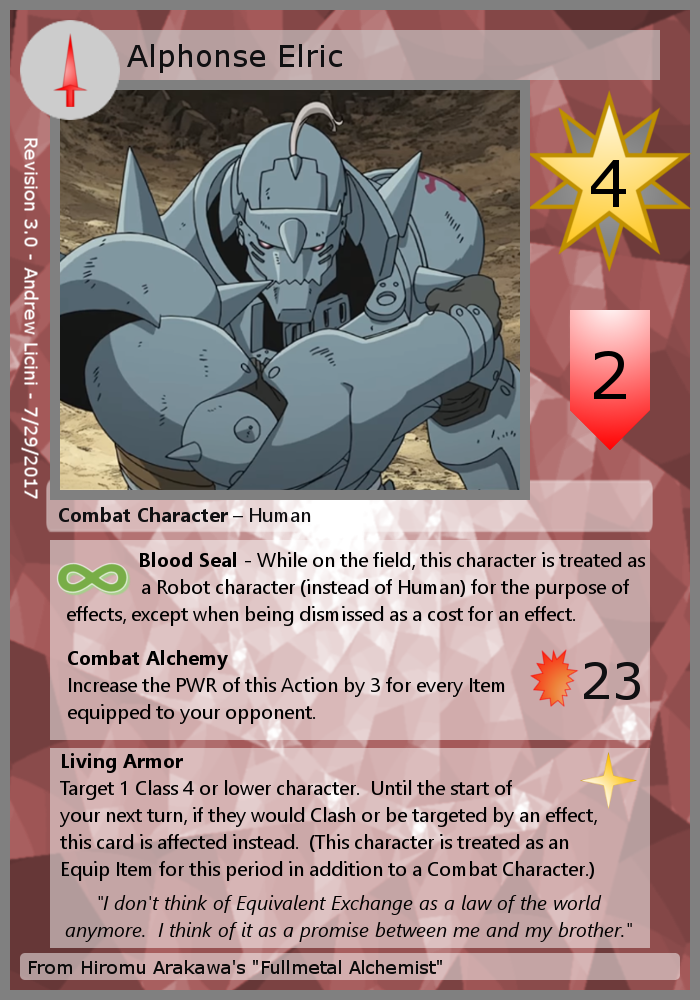 Alphonse Elric
4
2
Revision 3.0 - Andrew Licini - 7/29/2017
Combat Character – Human
Blood Seal - While on the field, this character is treated as
a Robot character (instead of Human) for the purpose of
effects, except when being dismissed as a cost for an effect.
Combat Alchemy
Increase the PWR of this Action by 3 for every Item
equipped to your opponent.
23
Living Armor
Target 1 Class 4 or lower character.  Until the start of
your next turn, if they would Clash or be targeted by an effect,
this card is affected instead.  (This character is treated as an
Equip Item for this period in addition to a Combat Character.)
"I don't think of Equivalent Exchange as a law of the world
anymore.  I think of it as a promise between me and my brother."
From Hiromu Arakawa's "Fullmetal Alchemist"